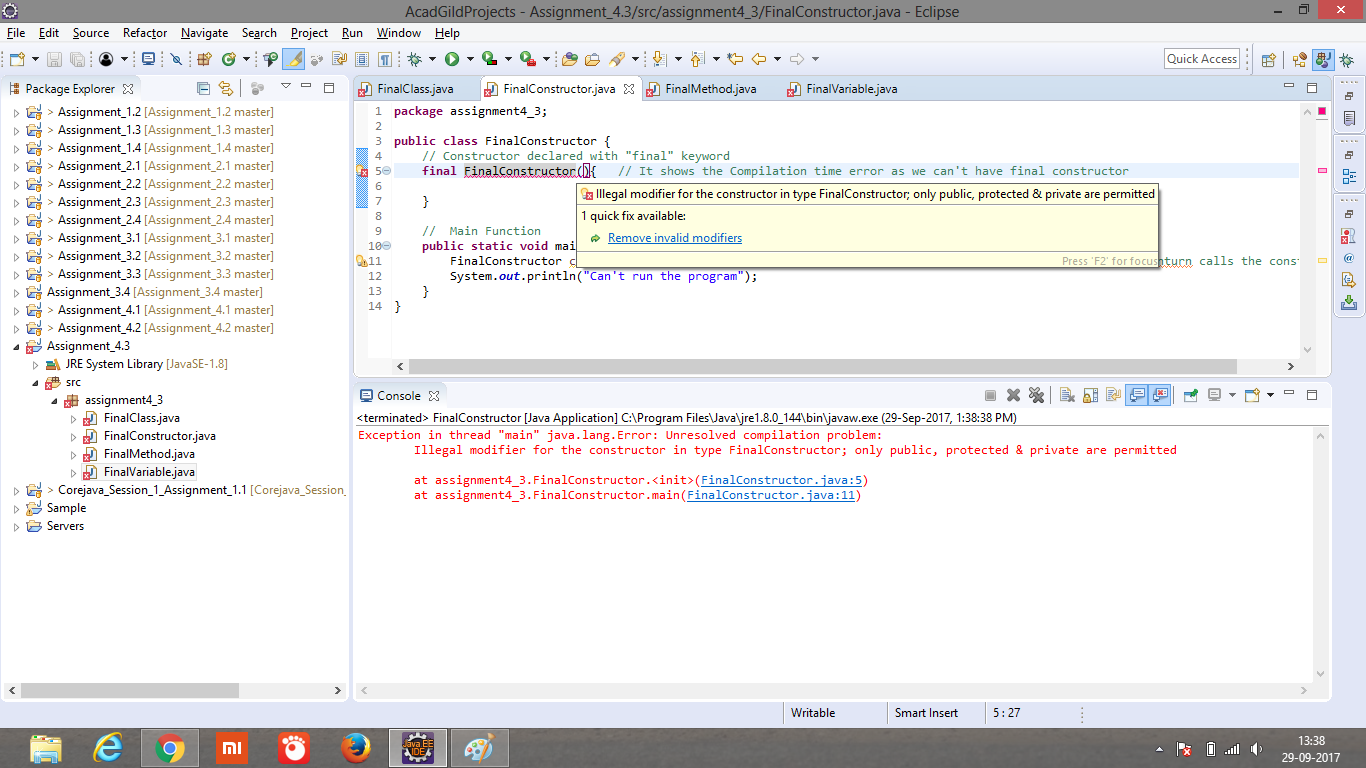 AcadGildProjects - Assignment_4.3/src/assignment4_3/FinalConstructor.java - Eclipse
File Edit Source Refactor Navigate Search Project Run Window Help
Quick Access
Package Explorer
> Assignment_1.2 [Assignment_1.2 master]
> Assignment_1.3 [Assignment_1.3 master]
> Assignment_1.4 [Assignment_1.4 master]
> Assignment_2.1 [Assignment_2.1 master]
> Assignment_2.2 [Assignment_2.2 master]
> Assignment_2.3 [Assignment_2.3 master]
> Assignment_2.4 [Assignment_2.4 master]
> Assignment_3.1 [Assignment_3.1 master]
> Assignment_3.2 [Assignment_3.2 master]
> Assignment_3.3 [Assignment_3.3 master]
Assignment_3.4 [Assignment_3.4 master]
> Assignment_4.1 [Assignment_4.1 master]
> Assignment_4.2 [Assignment_4.2 master]
Assignment_4.3
JRE System Library [JavaSE-1.8]
src
assignment4_3
FinalClass.java
FinalConstructor.java
FinalMethod.java
FinalVariable.java
> Corejava_Session_1_Assignment_1.1 [Corejava_Session_
Sample
Servers
FinalClass.java FinalConstructor.java FinalMethod.java FinalVariable.java
1 package assignment4_3;
2
3 public class FinalConstructor {
4 // Constructor declared with "final" keyword
5 final FinalConstructor(){ // It shows the Compilation time error as we can't have final constructor
6
7 }
8
9 // Main Function
10 public static void mai
11 FinalConstructor c turn calls the const
12 System.out.println("Can't run the program");
13 }
14 }
Illegal modifier for the constructor in type FinalConstructor; only public, protected & private are permitted
1 quick fix available:
Remove invalid modifiers
Press 'F2' for focus
Console
<terminated> FinalConstructor [Java Application] C:\Program Files\Java\jre1.8.0_144\bin\javaw.exe (29-Sep-2017, 1:38:38 PM)
Exception in thread "main" java.lang.Error: Unresolved compilation problem:
Illegal modifier for the constructor in type FinalConstructor; only public, protected & private are permitted
at assignment4_3.FinalConstructor.<init>(FinalConstructor.java:5)
at assignment4_3.FinalConstructor.main(FinalConstructor.java:11)
Writable Smart Insert 5 : 27
mi
Java EE
IDE
13:38
29-09-2017